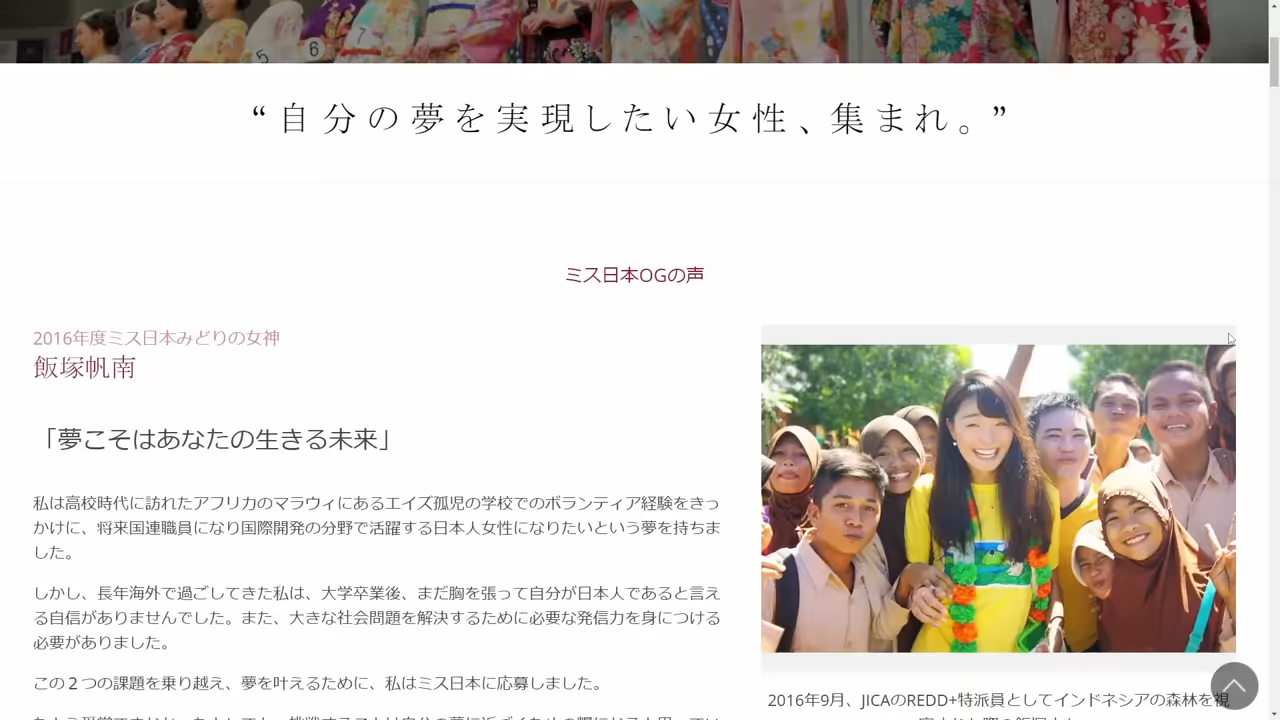 5
6
7
“自分の夢を実現したい女性、集まれ。”
ミス日本OGの声
2016年度ミス日本みどりの女神
飯塚帆南
「夢こそはあなたの生きる未来」
私は高校時代に訪れたアフリカのマラウィにあるエイズ孤児の学校でのボランティア経験をきっ
かけに、将来国連職員になり国際開発の分野で活躍する日本人女性になりたいという夢を持ちま
した。
しかし、長年海外で過ごしてきた私は、大学卒業後、まだ胸を張って自分が日本人であると言え
る自信がありませんでした。また、大きな社会問題を解決するために必要な発信力を身につける
必要がありました。
この２つの課題を乗り越え、夢を叶えるために、私はミス日本に応募しました。
2016年9月、JICAのREDD+特派員としてインドネシアの森林を視